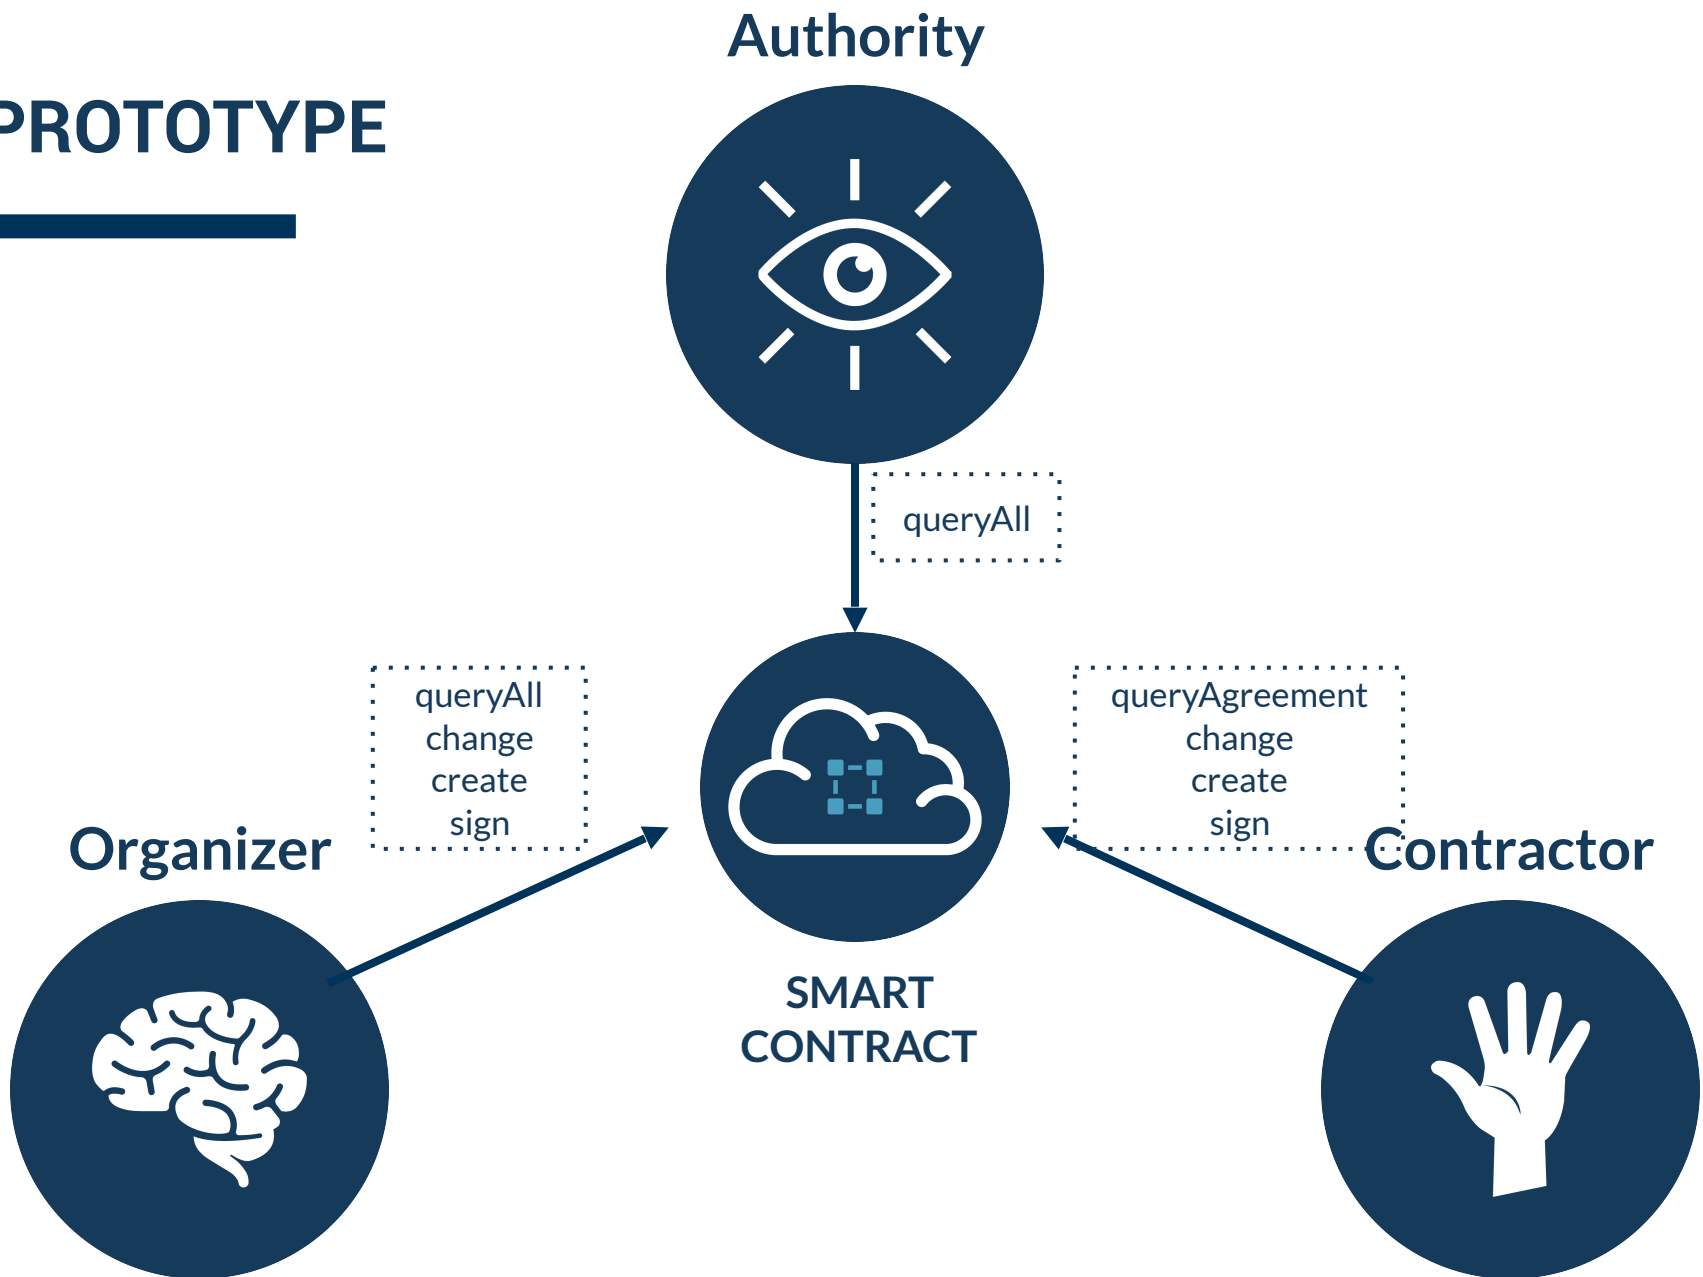 Authority
PROTOTYPE
queryAll
queryAll
change
create
sign
queryAgreement
change
create
sign
Organizer
Contractor
SMART
CONTRACT